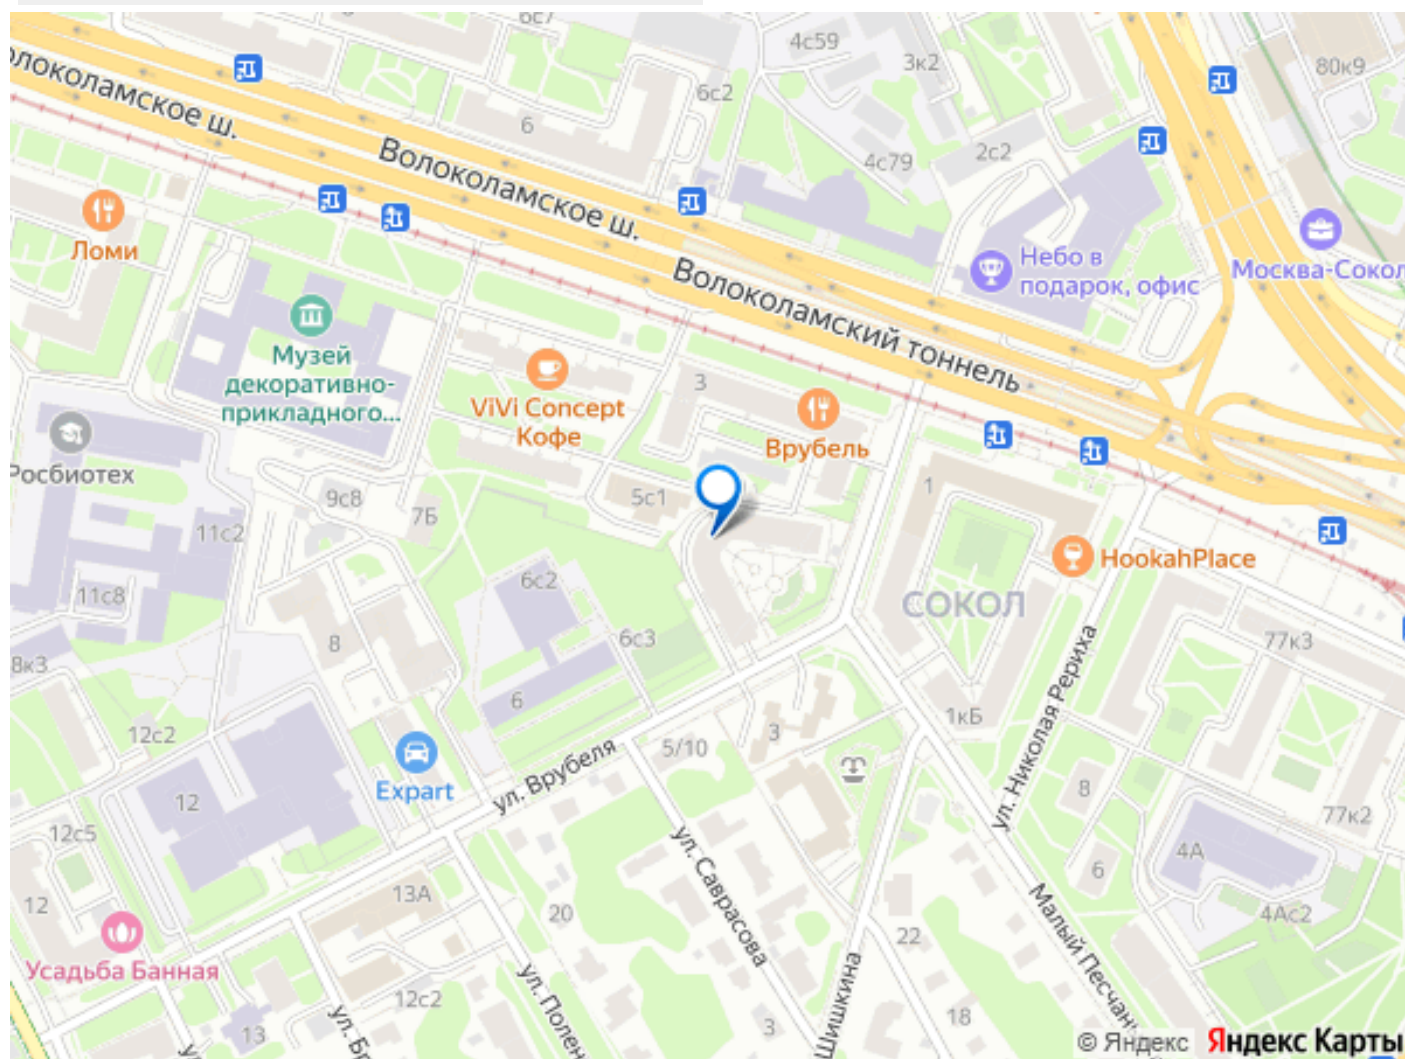 6с7
6
4с59
3к2
80к9
6с2
Волоколамское ш.
6
4с79
2с2
Волоколамское ш.
Ломи
Небо в
подарок, офис
Москва-Сокол
Волоколамский тоннель
Музей
декоративно-
прикладного...
ViVi Concept
Кофе
3
Врубель
Росбиотех
9с8
7Б
5с1
1
11с2
HookahPlace
6с2
11с8
СОКОЛ
8
6с3
77к3
8к3
6
1кБ
ул. Николая Рериха
12с2
5/10
3
ул. Врубеля
Expart
8
12
77к2
12с5
ул. Саврасова
4А
6
13А
12
20
Малый Песчан
4Ас2
22
Усадьба Банная
ул. Полен
Шишкина
12с2
18
13
ул. Бр
3
у
© Яндекс Яндекс Карты